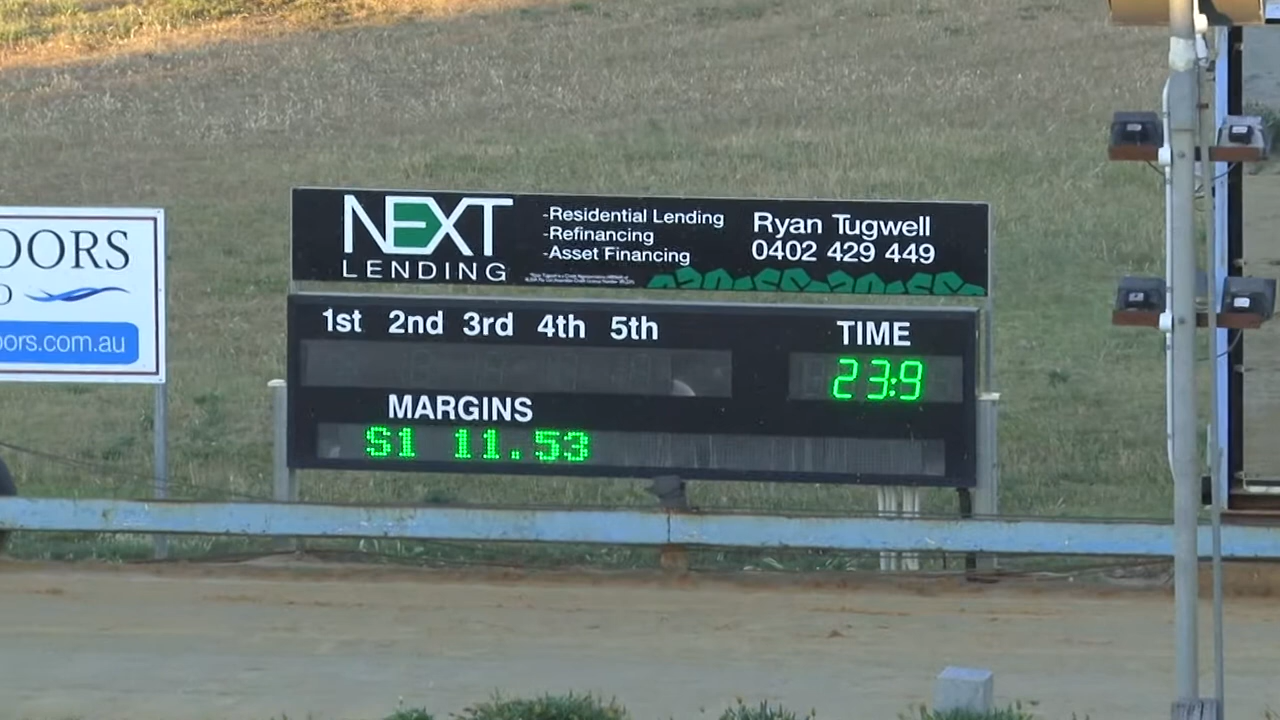 OORS
ors.com.au
NEXT
LENDING
-Residential Lending
-Refinancing
-Asset Financing
Ryan Tugwell
0402 429 449
1st 2nd 3rd 4th 5th
TIME
23:9
MARGINS
S1 11.53